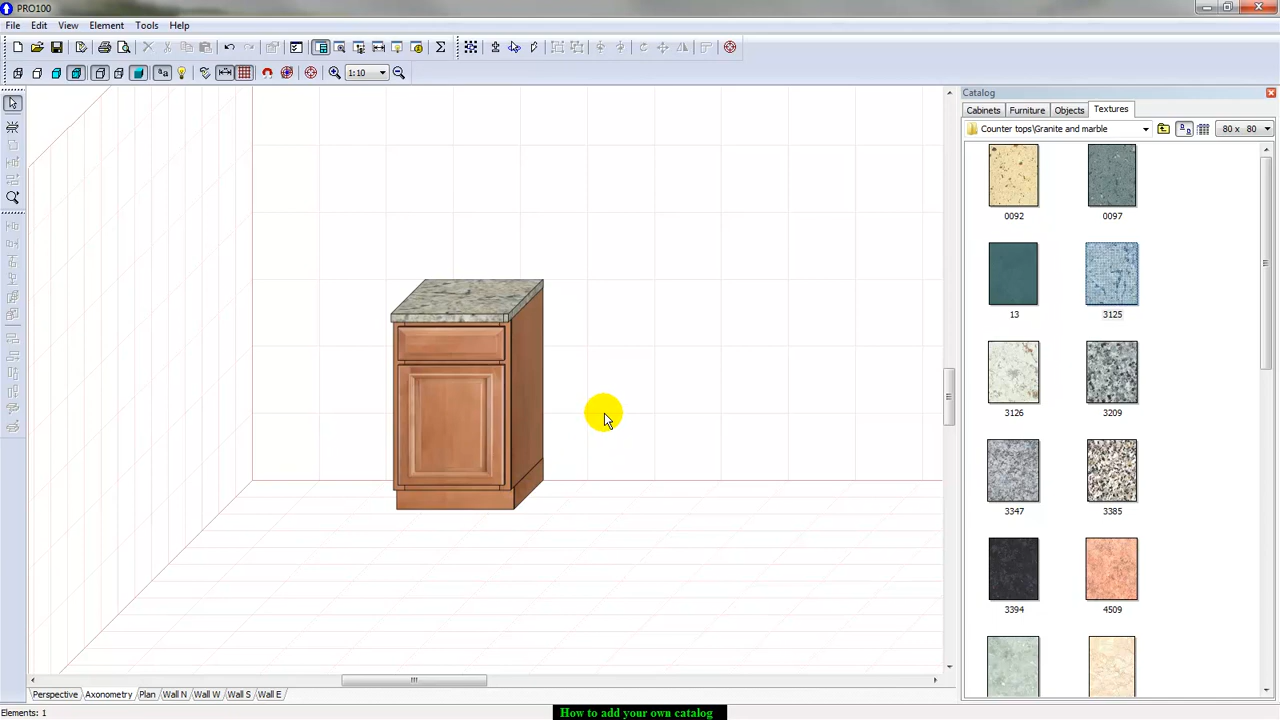 PRO100
File Edit View Element Tools Help
1:10
Catalog
Cabinets Furniture Objects Textures
Counter tops\Granite and marble 80 x 80
0092 0097
13 3125
3126 3209
3347 3385
3394 4509
Perspective Axonometry Plan Wall N Wall W Wall S Wall E
Elements: 1
How to add your own catalog